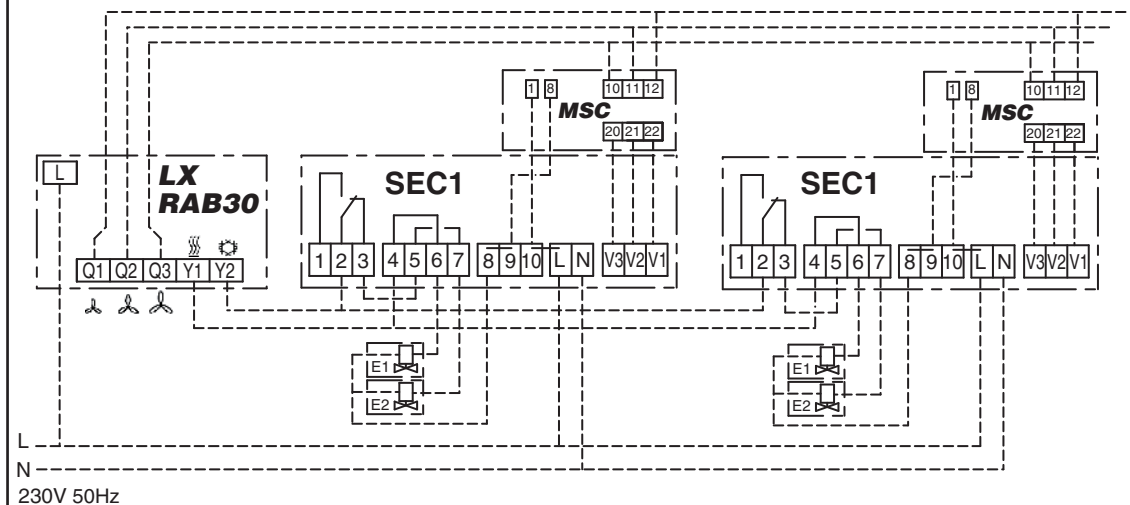 1 8 10 11 12
MSC
20 21 22
1 8 10 11 12
MSC
20 21 22
L
LX
RAB30
Q1 Q2 Q3 Y1 Y2
SEC1
1 2 3 4 5 6 7 8 9 10 L N V3 V2 V1
SEC1
1 2 3 4 5 6 7 8 9 10 L N V3 V2 V1
E1
E2
E1
E2
L
N
230V 50Hz